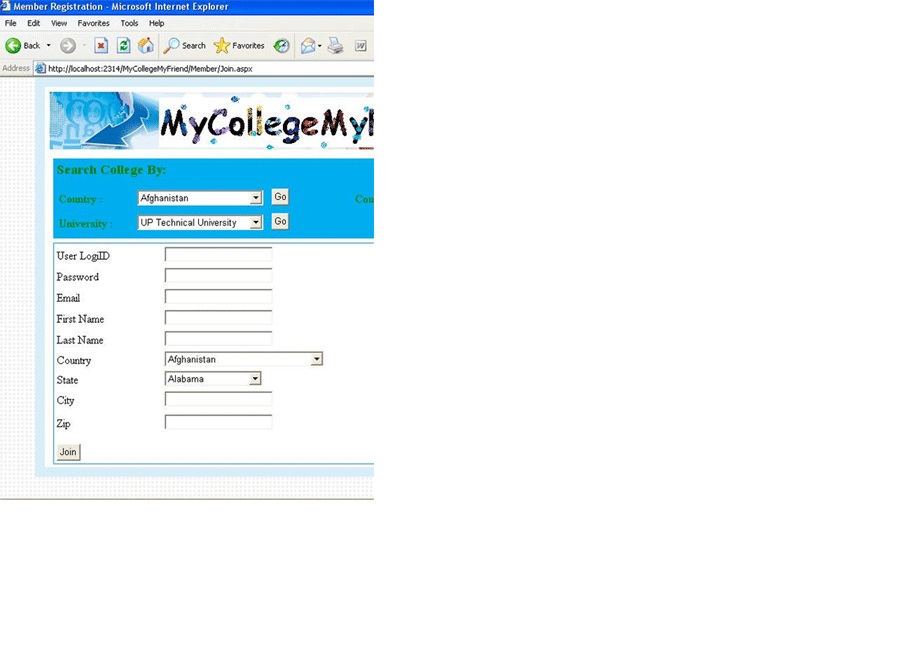 Member Registration - Microsoft Internet Explorer
File Edit View Favorites Tools Help
Back Search Favorites W
Address http://localhost:2314/MyCollegeMyFriend/Member/Join.aspx
MyCollegeMy
Search College By:
Country : Afghanistan Go Cou
University : UP Technical University Go
User LogiID
Password
Email
First Name
Last Name
Country Afghanistan
State Alabama
City
Zip
Join